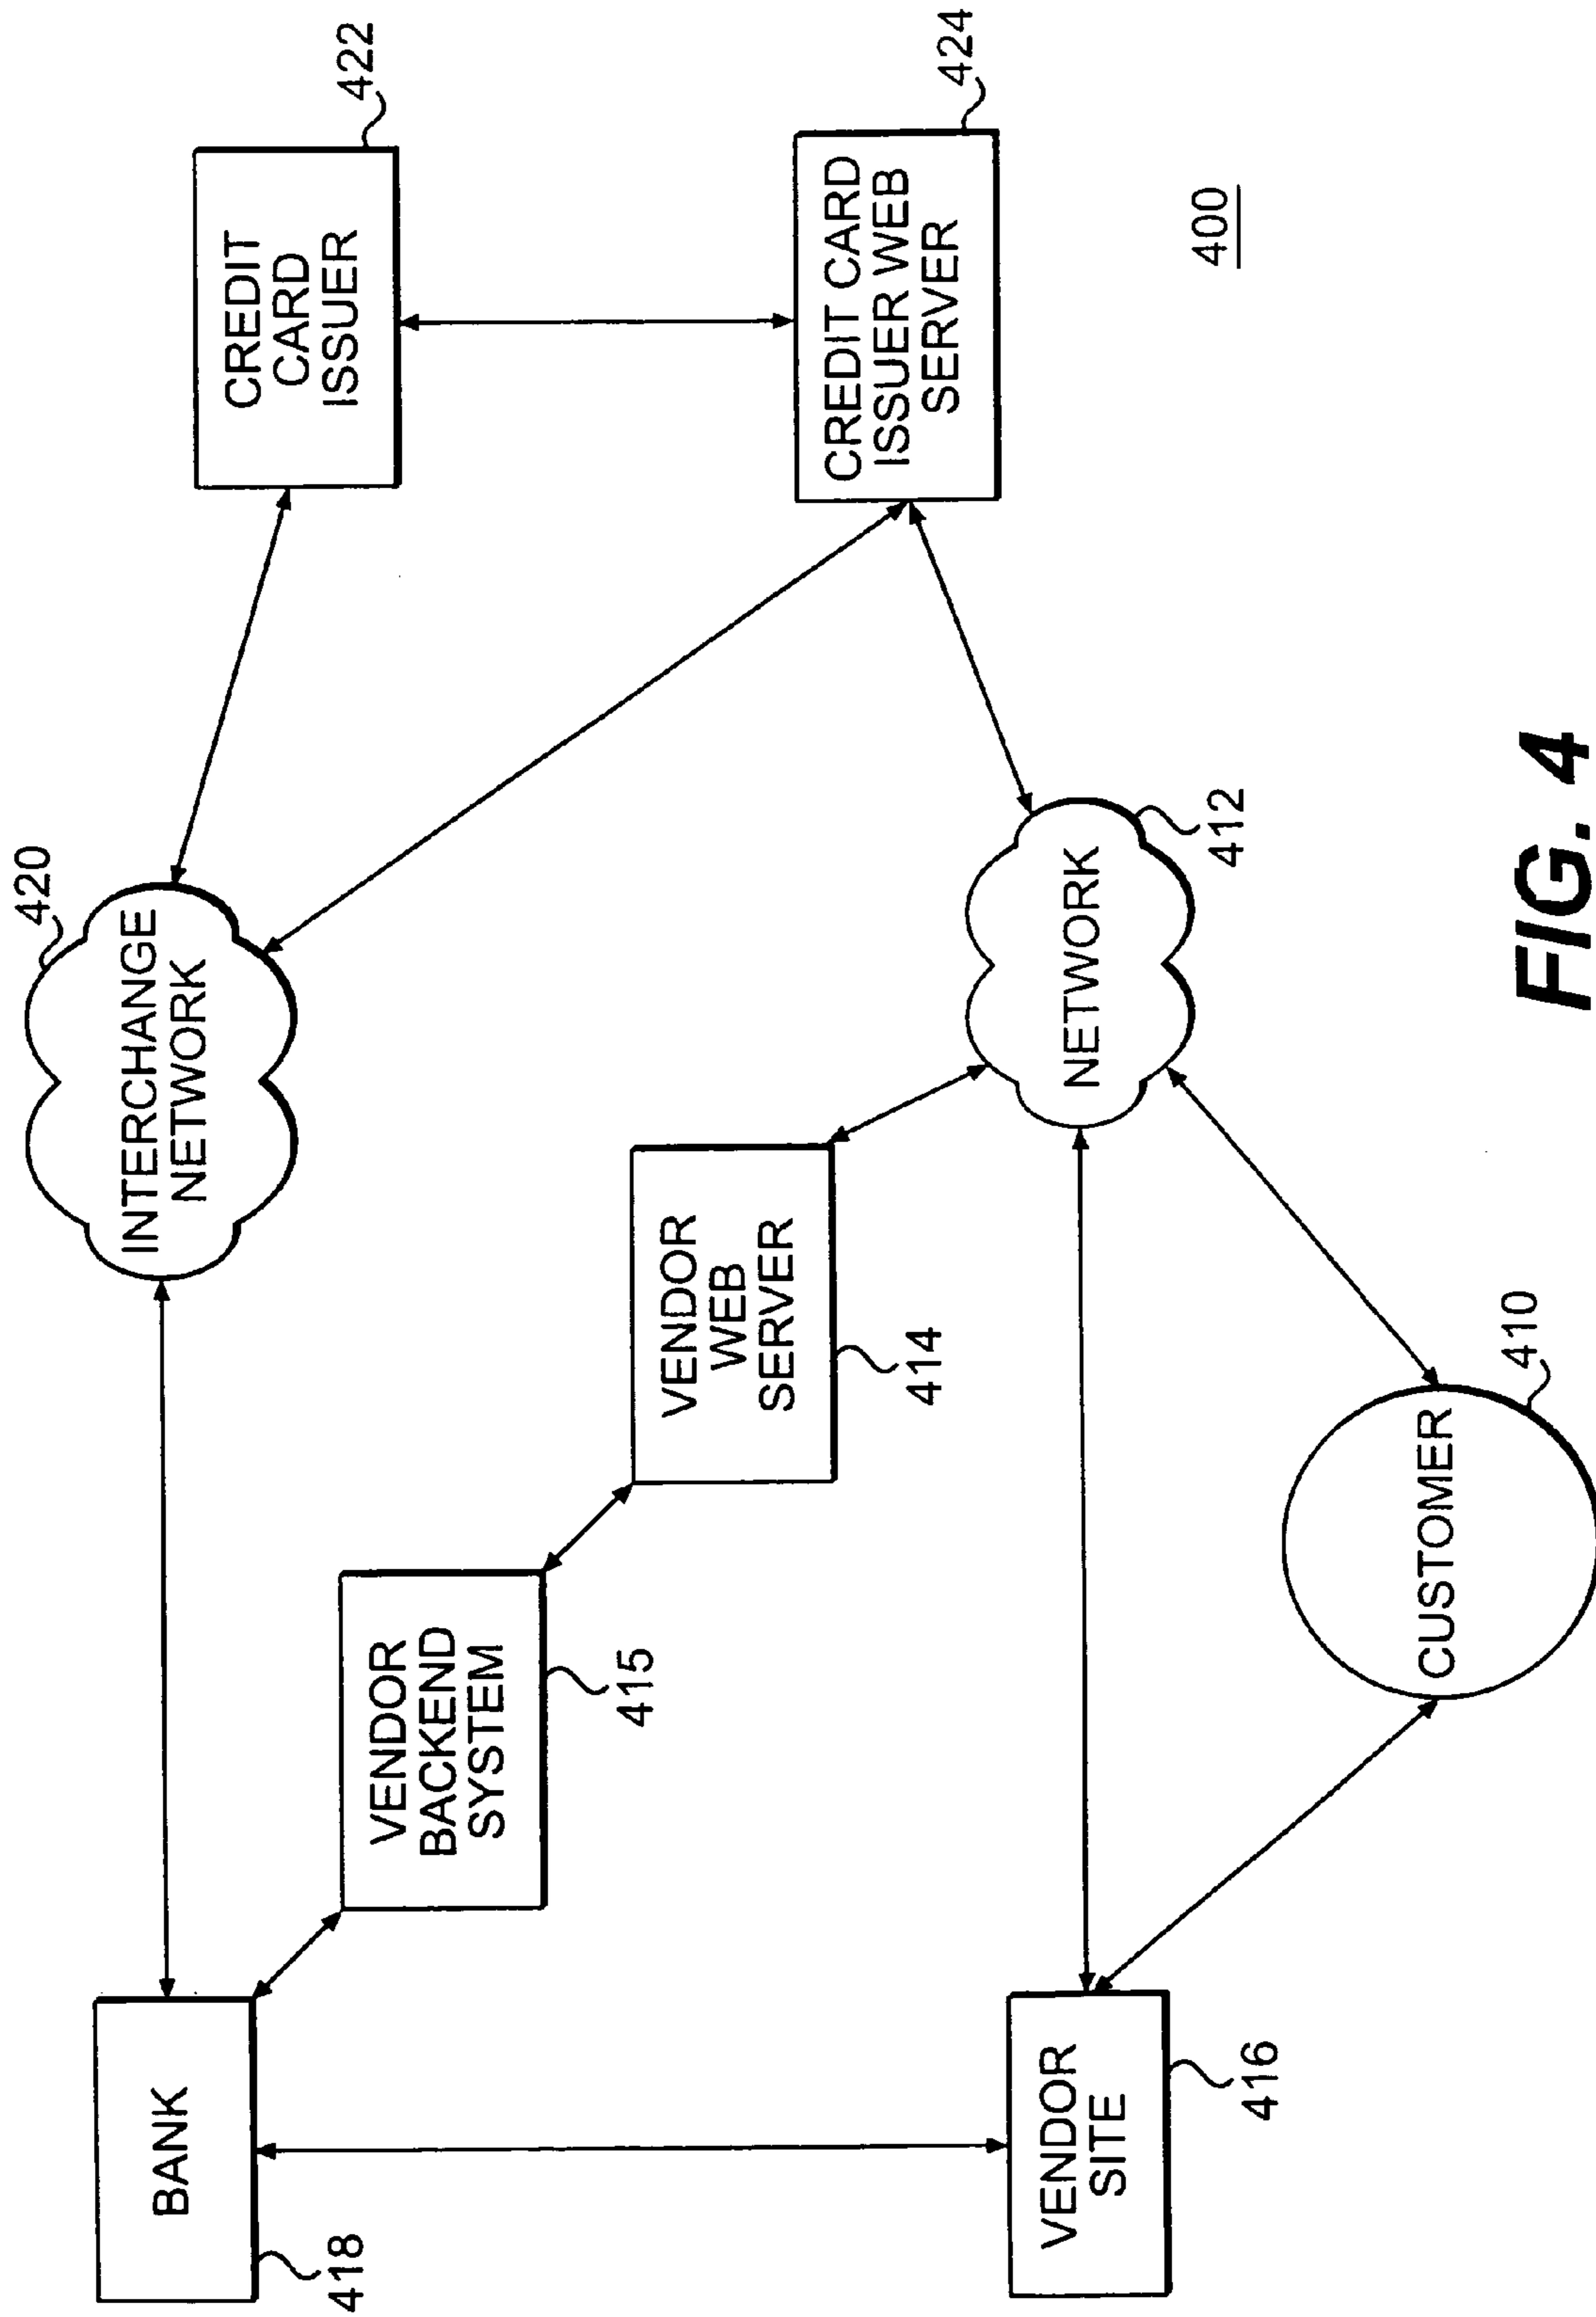 420
INTERCHANGE
NETWORK
422
CREDIT
CARD
ISSUER
BANK
418
VENDOR
BACKEND
SYSTEM
415
VENDOR
WEB
SERVER
414
CREDIT CARD
ISSUER WEB
SERVER
424
NETWORK
412
VENDOR
SITE
416
CUSTOMER
410
400
FIG. 4